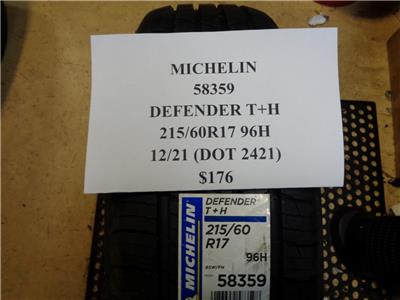 MICHELIN
58359
DEFENDER T+H
215/60R17 96H
12/21 (DOT 2421)
$176
MICHELIN
DEFENDER
T + H
215/60
R17
96H
58359